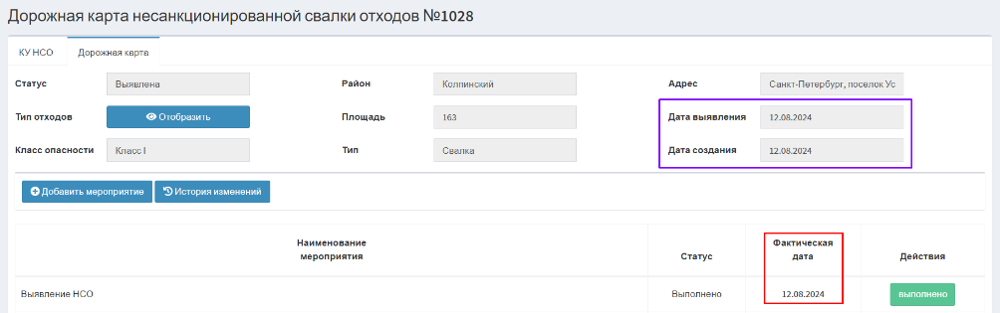 Дорожная карта несанкционированной свалки отходов №1028
КУ НСО Дорожная карта
Статус Выявлена Район Колпинский Адрес Санкт-Петербург, поселок Ус
Тип отходов Отобразить Площадь 163 Дата выявления 12.08.2024
Класс опасности Класс I Тип Свалка Дата создания 12.08.2024
Добавить мероприятие История изменений
Наименование
мероприятия
Статус
Фактическая
дата
Действия
Выявление НСО Выполнено 12.08.2024 выполнено